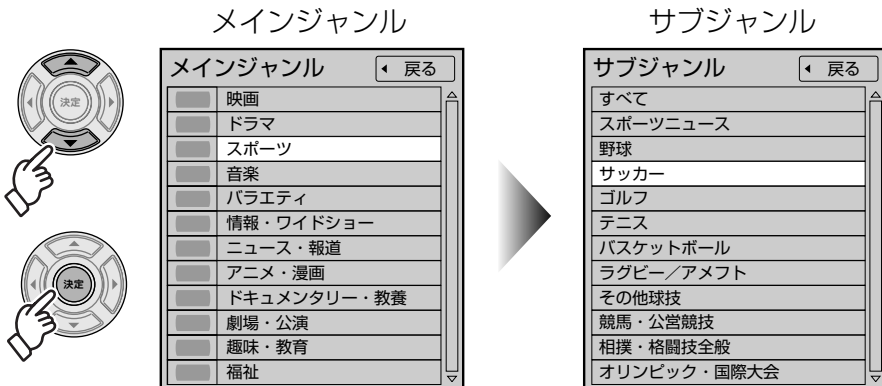 メインジャンル
サブジャンル
決定
決定
メインジャンル
戻る
映画
ドラマ
スポーツ
音楽
バラエティ
情報・ワイドショー
ニュース・報道
アニメ・漫画
ドキュメンタリー・教養
劇場・公演
趣味・教育
福祉
サブジャンル
戻る
すべて
スポーツニュース
野球
サッカー
ゴルフ
テニス
バスケットボール
ラグビー／アメフト
その他球技
競馬・公営競技
相撲・格闘技全般
オリンピック・国際大会